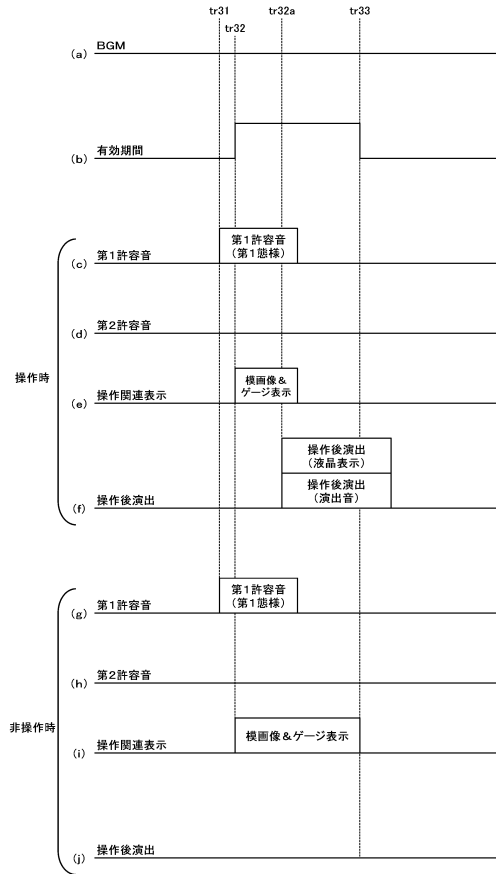 tr31
tr32
tr32a
tr33
(a) BGM
(b) 有効期間
操作時
(c) 第1許容音
第1許容音
(第1態様)
(d) 第2許容音
(e) 操作関連表示
模画像&
ゲージ表示
(f) 操作後演出
操作後演出
(液晶表示)
操作後演出
(演出音)
非操作時
(g) 第1許容音
第1許容音
(第1態様)
(h) 第2許容音
(i) 操作関連表示
模画像&ゲージ表示
(j) 操作後演出